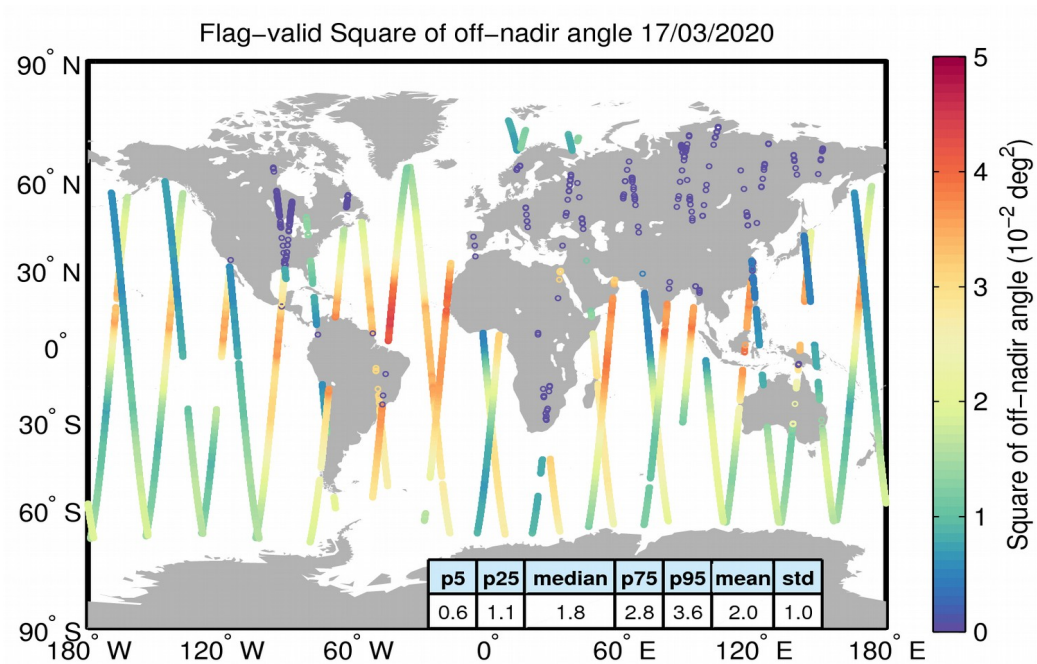 Flag−valid Square of off−nadir angle 17/03/2020
90° N
60° N
30° N
0°
30° S
60° S
90° S
180° W
120° W
60° W
0°
60° E
120° E
180° E
p5 p25 median p75 p95 mean std
0.6 1.1 1.8 2.8 3.6 2.0 1.0
5
4
3
2
1
0
Square of off−nadir angle (10⁻² deg²)